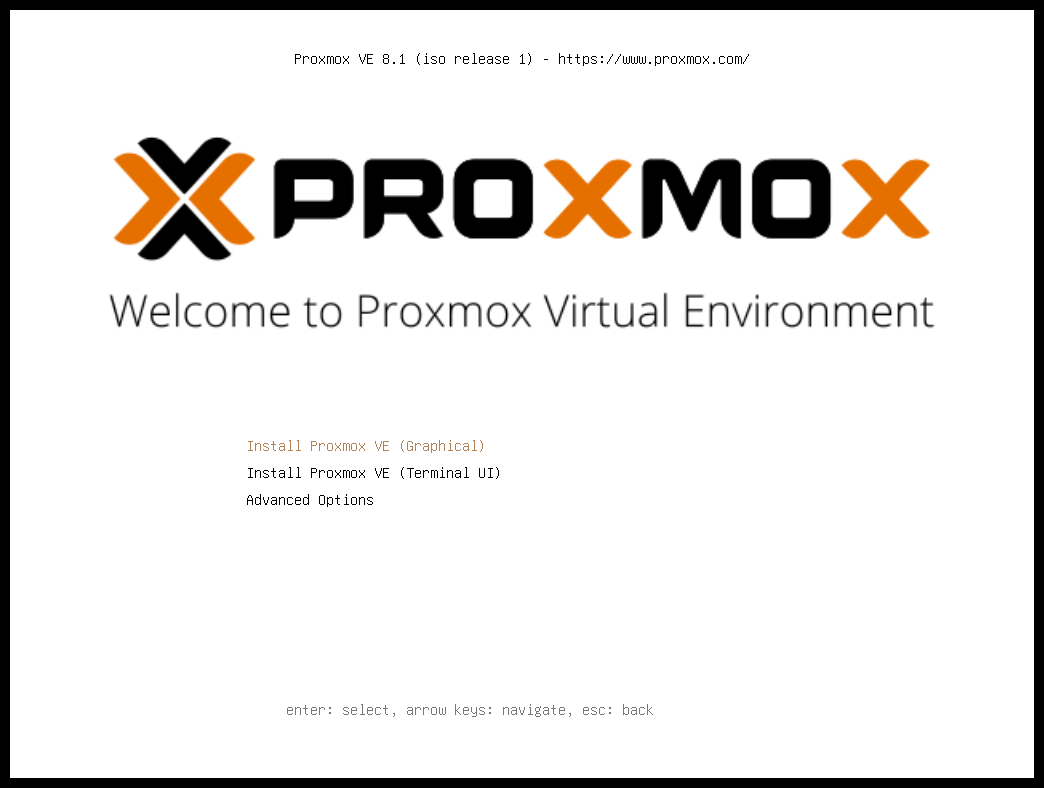 Proxmox VE 8.1 (iso release 1) - https://www.proxmox.com/
PROXMOX
Welcome to Proxmox Virtual Environment
Install Proxmox VE (Graphical)
Install Proxmox VE (Terminal UI)
Advanced Options
enter: select, arrow keys: navigate, esc: back